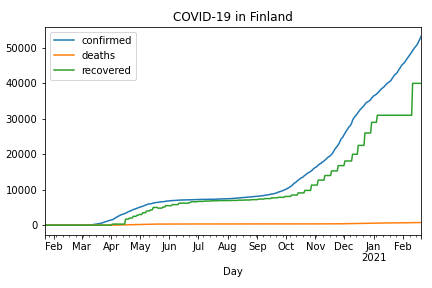 COVID-19 in Finland
confirmed
deaths
recovered
50000
40000
30000
20000
10000
0
Feb Mar Apr May Jun Jul Aug Sep Oct Nov Dec Jan Feb
2021
Day